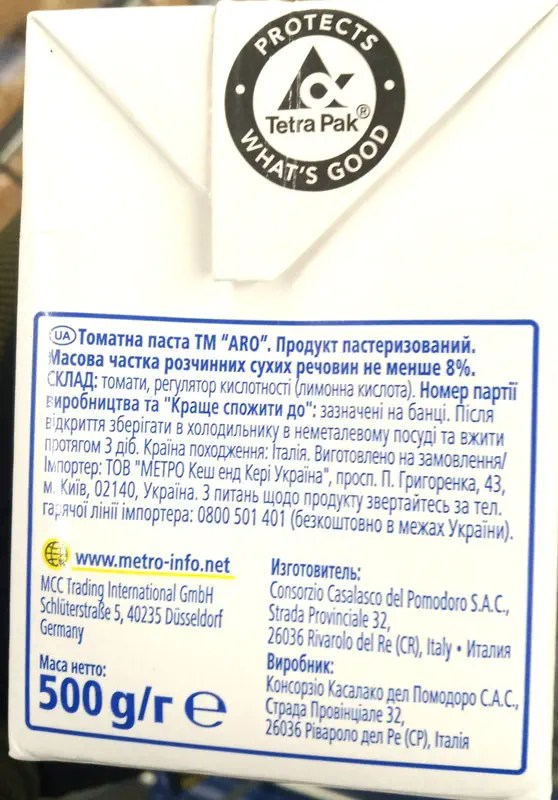 PROTECTS
Tetra Pak®
WHAT'S GOOD
UA Томатна паста ТМ "ARO". Продукт пастеризований.
Масова частка розчинних сухих речовин не менше 8%.
СКЛАД: томати, регулятор кислотності (лимонна кислота). Номер партії
виробництва та "Краще спожити до": зазначені на банці. Після
відкриття зберігати в холодильнику в неметалевому посуді та вжити
протягом 3 діб. Країна походження: Італія. Виготовлено на замовлення/
Імпортер: ТОВ "МЕТРО Кеш енд Кері Україна", просп. П. Григоренка, 43,
м. Київ, 02140, Україна. З питань щодо продукту звертайтесь за тел.
гарячої лінії імпортера: 0800 501 401 (безкоштовно в межах України).
www.metro-info.net
MCC Trading International GmbH
Schlüterstraße 5, 40235 Düsseldorf
Germany
Маса нетто:
500 g/г ℮
Изготовитель:
Consorzio Casalasco del Pomodoro S.A.C.,
Strada Provinciale 32,
26036 Rivarolo del Re (CR), Italy • Италия
Виробник:
Консорзіо Касалако дел Помодоро С.А.С.,
Страда Провінціале 32,
26036 Рівароло дел Ре (СР), Італія